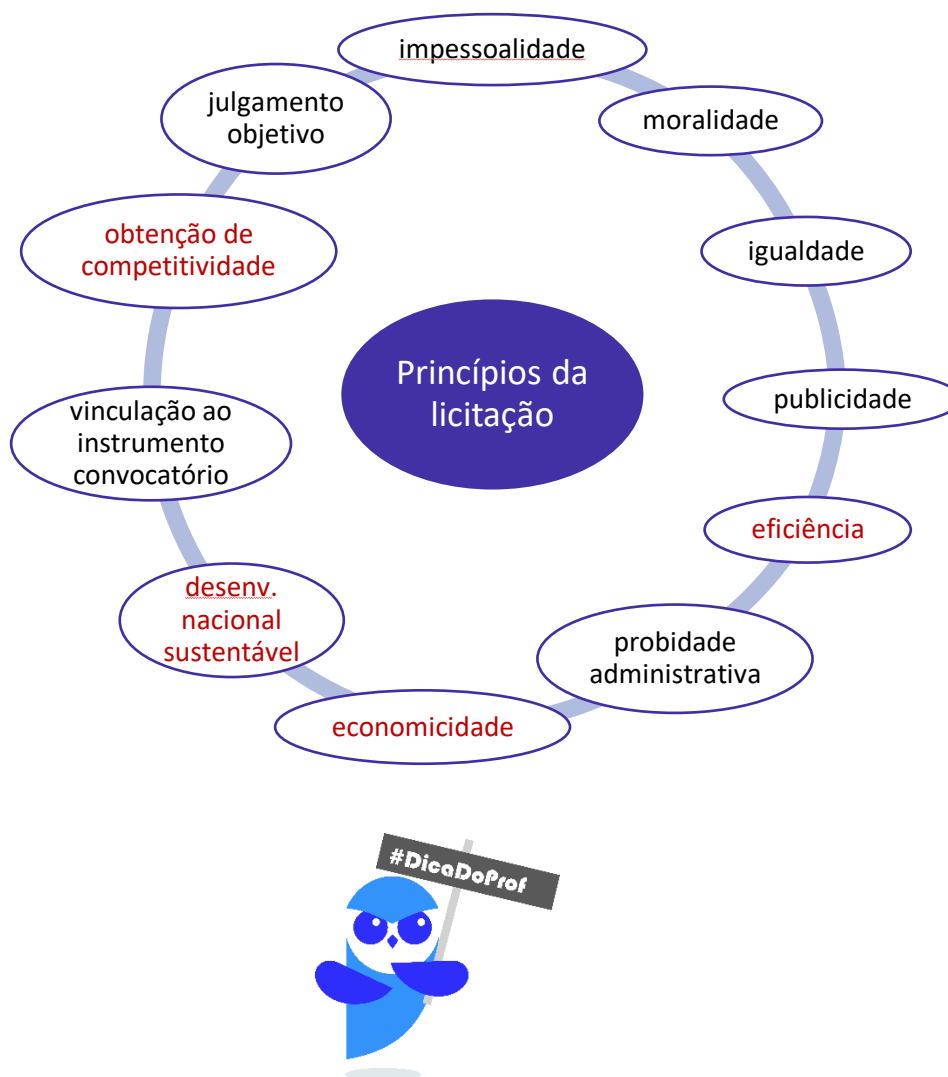 impessoalidade
moralidade
igualdade
publicidade
eficiência
probidade
administrativa
economicidade
desenv.
nacional
sustentável
vinculação ao
instrumento
convocatório
obtenção de
competitividade
julgamento
objetivo
Princípios da
licitação
#DicaDoProf